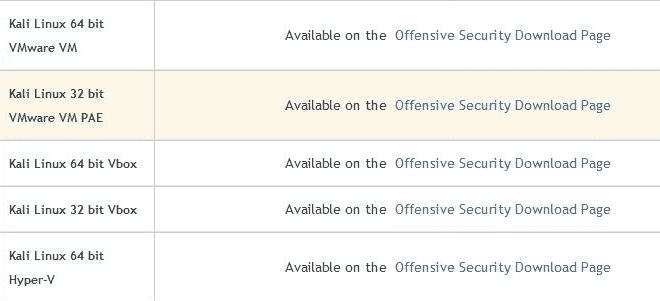 Kali Linux 64 bit
VMware VM
Available on the Offensive Security Download Page
Kali Linux 32 bit
VMware VM PAE
Available on the Offensive Security Download Page
Kali Linux 64 bit Vbox
Available on the Offensive Security Download Page
Kali Linux 32 bit Vbox
Available on the Offensive Security Download Page
Kali Linux 64 bit
Hyper-V
Available on the Offensive Security Download Page